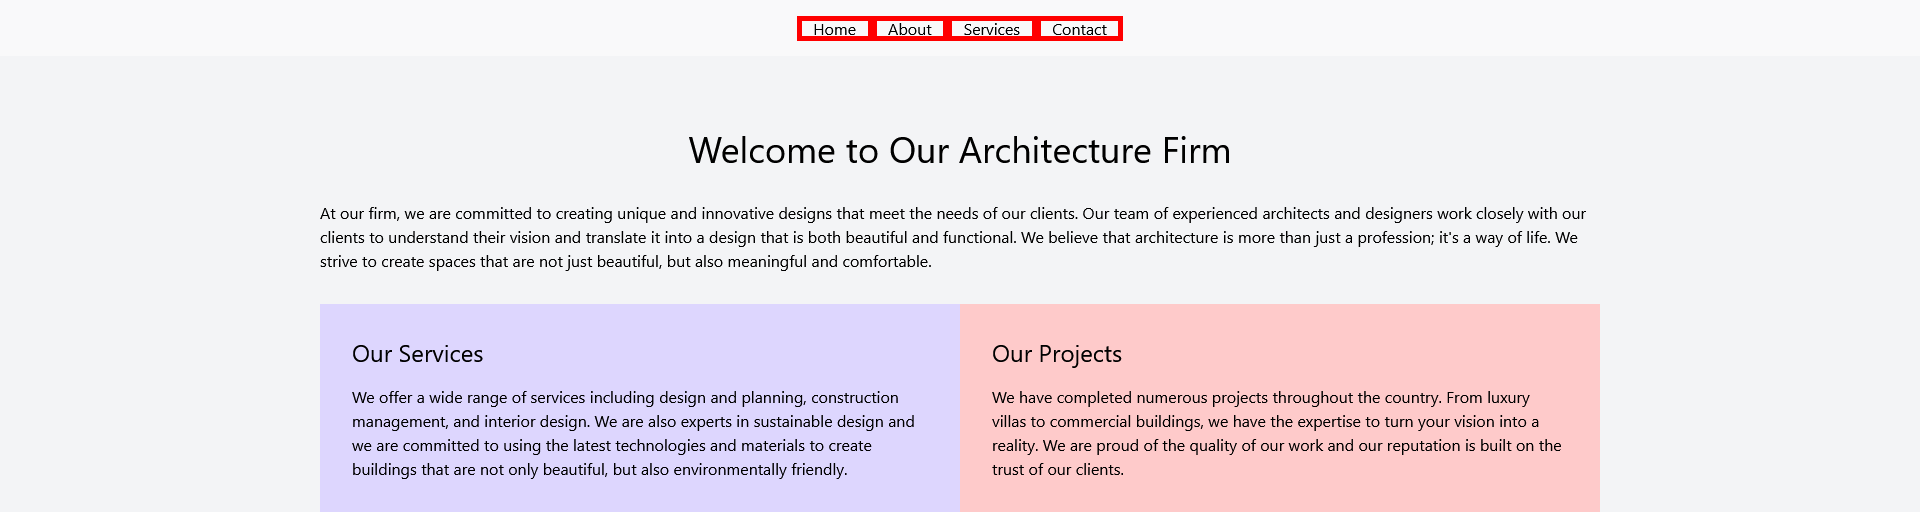 Home About Services Contact
Welcome to Our Architecture Firm
At our firm, we are committed to creating unique and innovative designs that meet the needs of our clients. Our team of experienced architects and designers work closely with our
clients to understand their vision and translate it into a design that is both beautiful and functional. We believe that architecture is more than just a profession; it's a way of life. We
strive to create spaces that are not just beautiful, but also meaningful and comfortable.
Our Services
We offer a wide range of services including design and planning, construction
management, and interior design. We are also experts in sustainable design and
we are committed to using the latest technologies and materials to create
buildings that are not only beautiful, but also environmentally friendly.
Our Projects
We have completed numerous projects throughout the country. From luxury
villas to commercial buildings, we have the expertise to turn your vision into a
reality. We are proud of the quality of our work and our reputation is built on the
trust of our clients.